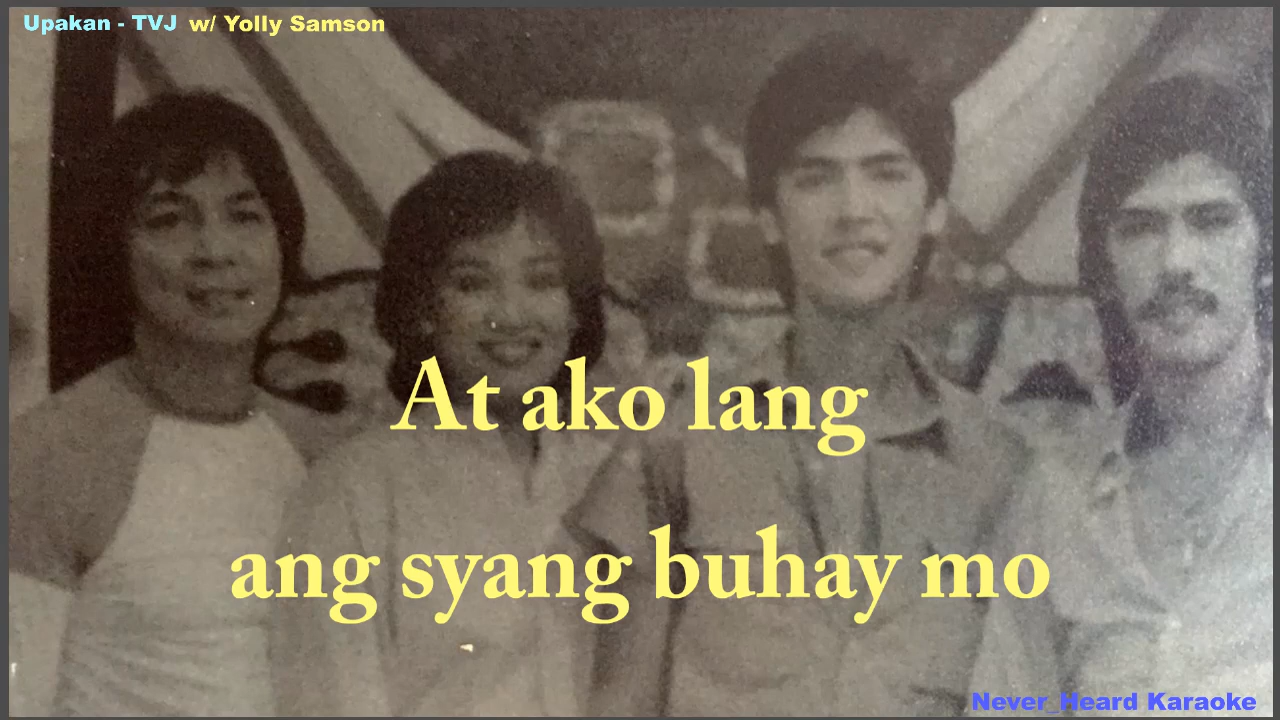 Upakan - TVJ w/ Yolly Samson
At ako lang
ang syang buhay mo
Never_Heard Karaoke